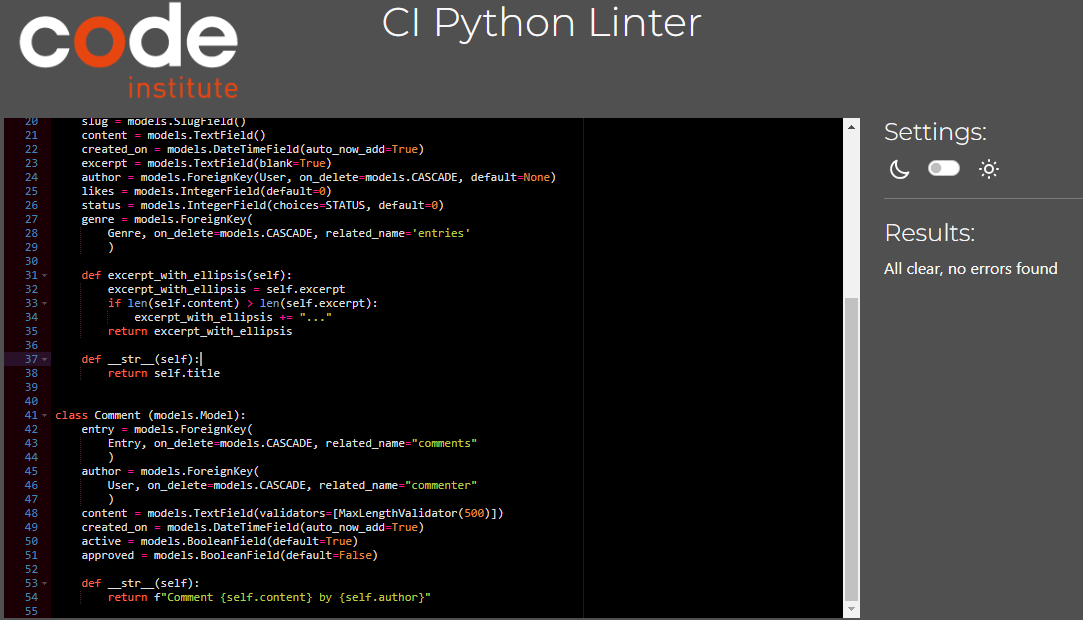 code
institute
CI Python Linter
20 slug = models.SlugField()
21 content = models.TextField()
22 created_on = models.DateTimeField(auto_now_add=True)
23 excerpt = models.TextField(blank=True)
24 author = models.ForeignKey(User, on_delete=models.CASCADE, default=None)
25 likes = models.IntegerField(default=0)
26 status = models.IntegerField(choices=STATUS, default=0)
27 genre = models.ForeignKey(
28 Genre, on_delete=models.CASCADE, related_name='entries'
29 )
30
31 def excerpt_with_ellipsis(self):
32 excerpt_with_ellipsis = self.excerpt
33 if len(self.content) > len(self.excerpt):
34 excerpt_with_ellipsis += "..."
35 return excerpt_with_ellipsis
36
37 def __str__(self):
38 return self.title
39
40
41 class Comment (models.Model):
42 entry = models.ForeignKey(
43 Entry, on_delete=models.CASCADE, related_name="comments"
44 )
45 author = models.ForeignKey(
46 User, on_delete=models.CASCADE, related_name="commenter"
47 )
48 content = models.TextField(validators=[MaxLengthValidator(500)])
49 created_on = models.DateTimeField(auto_now_add=True)
50 active = models.BooleanField(default=True)
51 approved = models.BooleanField(default=False)
52
53 def __str__(self):
54 return f"Comment {self.content} by {self.author}"
55
Settings:
Results:
All clear, no errors found